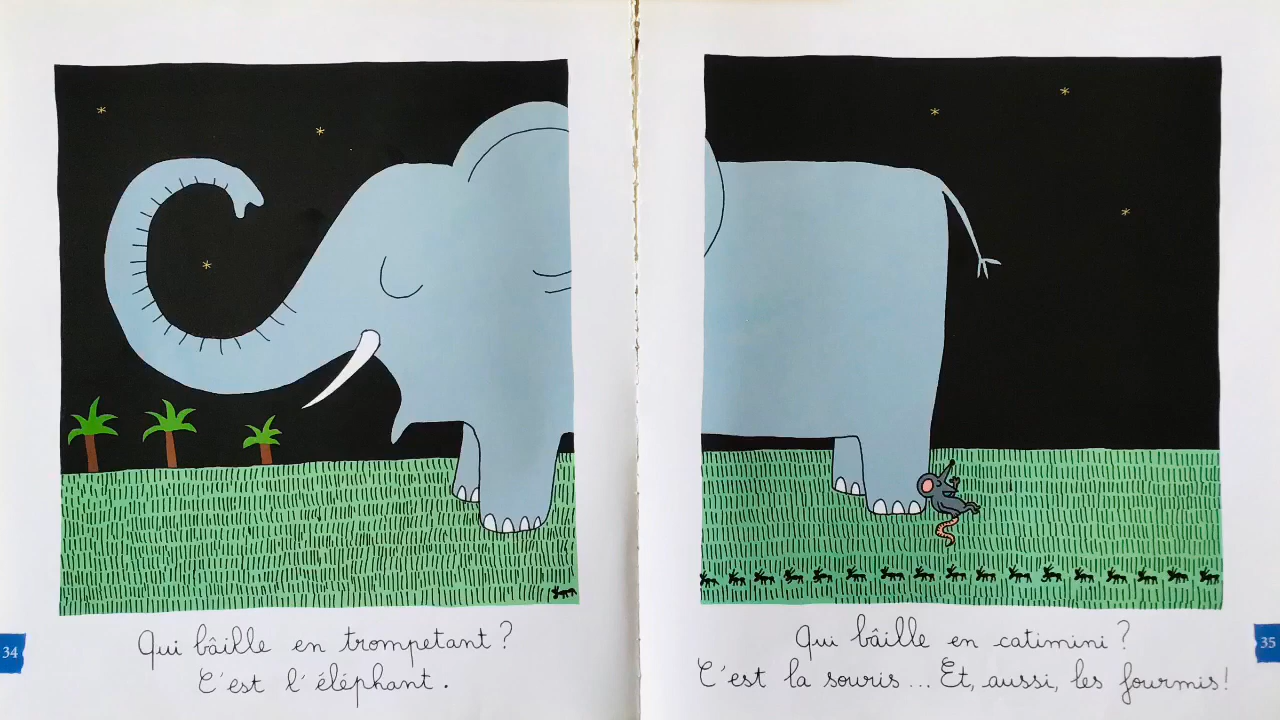 Qui bâille en trompetant ?
C'est l'éléphant.
34
Qui bâille en catimini ?
C'est la souris... Et, aussi, les fourmis !
35